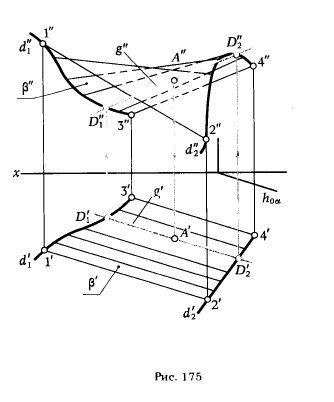 1″
d″₁
g″
A″
D″₂
4″
β″
D″₁
3″
2″
d″₂
x
h₀α
3′
D′₁
g′
A′
4′
d′₁
1′
D′₂
β′
2′
d′₂
Рис. 175